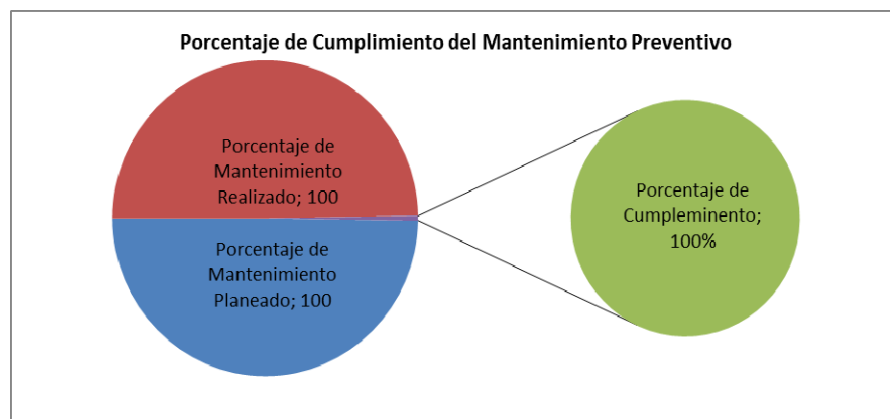 Porcentaje de Cumplimiento del Mantenimiento Preventivo
Porcentaje de
Mantenimiento
Realizado; 100
Porcentaje de
Mantenimiento
Planeado; 100
Porcentaje de
Cumpleminento;
100%